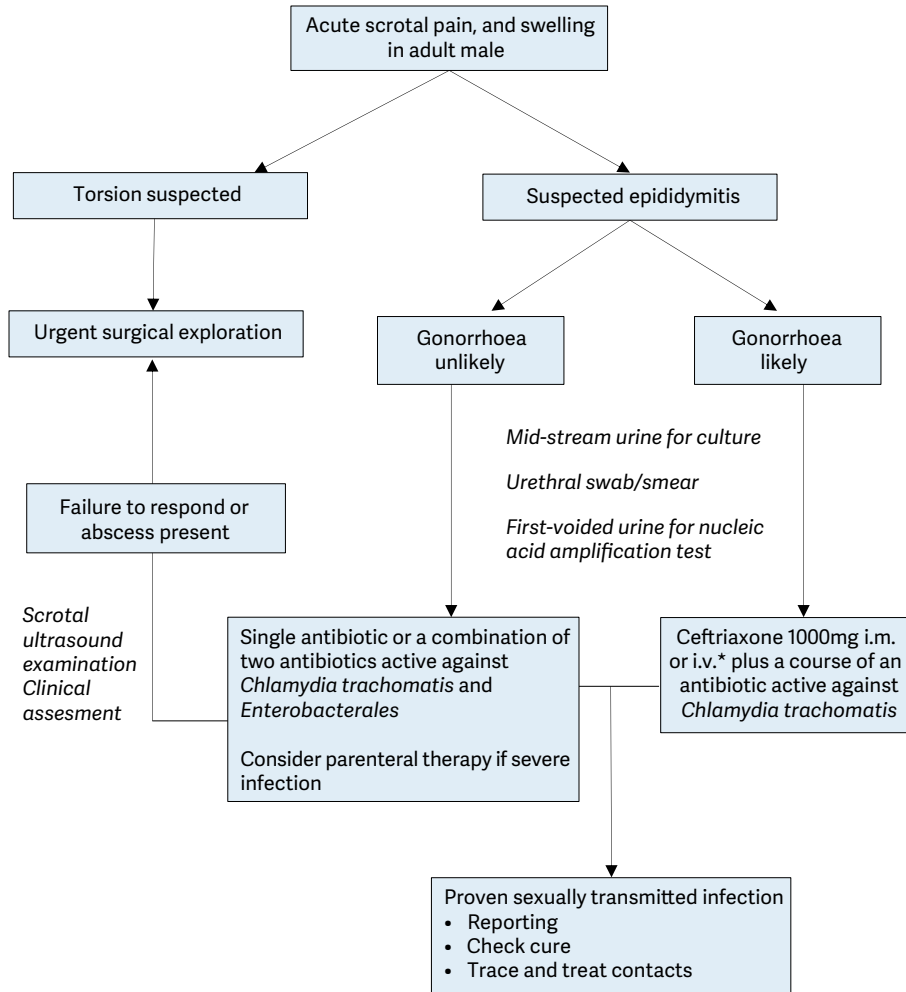 Acute scrotal pain, and swelling
in adult male
Torsion suspected
Suspected epididymitis
Urgent surgical exploration
Gonorrhoea
unlikely
Gonorrhoea
likely
Mid-stream urine for culture
Urethral swab/smear
First-voided urine for nucleic
acid amplification test
Failure to respond or
abscess present
Scrotal
ultrasound
examination
Clinical
assesment
Single antibiotic or a combination of
two antibiotics active against
Chlamydia trachomatis and
Enterobacterales
Consider parenteral therapy if severe
infection
Ceftriaxone 1000mg i.m.
or i.v.* plus a course of an
antibiotic active against
Chlamydia trachomatis
Proven sexually transmitted infection
• Reporting
• Check cure
• Trace and treat contacts